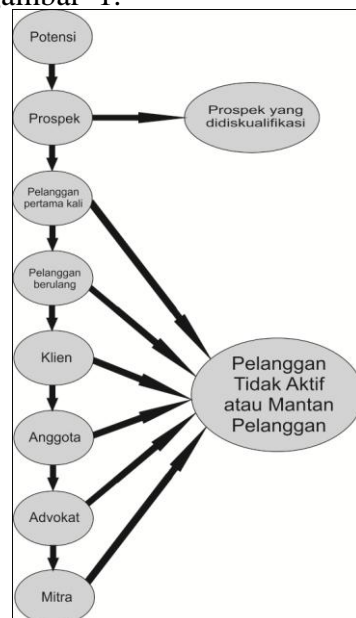 gambar 1.
Potensi
Prospek
Prospek yang
didiskualifikasi
Pelanggan
pertama kali
Pelanggan
berulang
Klien
Pelanggan
Tidak Aktif
atau Mantan
Pelanggan
Anggota
Advokat
Mitra